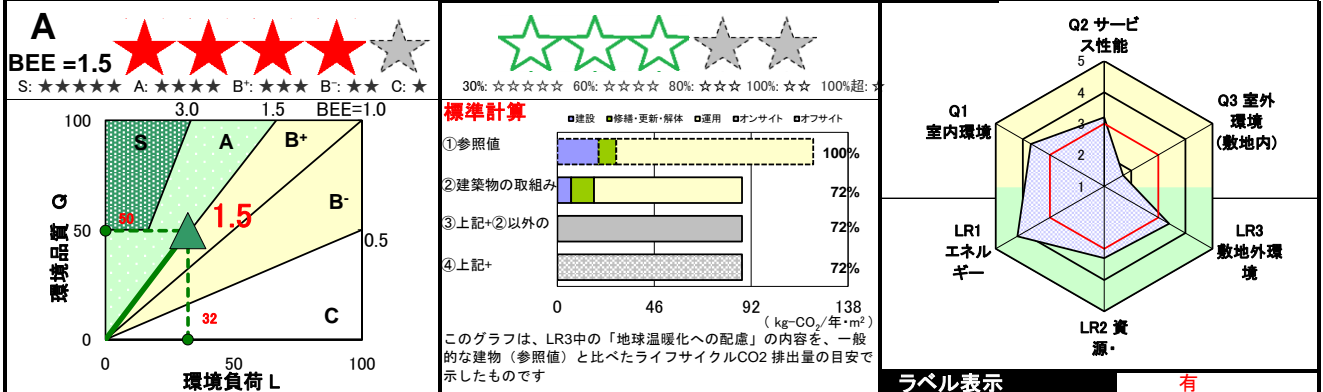 A
BEE =1.5
S: ★★★★★ A: ★★★★ B⁺: ★★★ B⁻: ★★ C: ★
3.0 1.5 BEE=1.0
100
S
A
B⁺
B⁻
0.5
C
50
50
1.5
32
0
0 50 100
環境品質 Q
環境負荷 L
30%: ☆☆☆☆☆ 60%: ☆☆☆☆ 80%: ☆☆☆ 100%: ☆☆ 100%超: ☆
標準計算
■建設 ■修繕・更新・解体 □運用 ■オンサイト ■オフサイト
①参照値 100%
②建築物の取組み 72%
③上記+②以外の 72%
④上記+ 72%
0 46 92 138
( kg-CO₂/年・m² )
このグラフは、LR3中の「地球温暖化への配慮」の内容を、一般
的な建物（参照値）と比べたライフサイクルCO2 排出量の目安で
示したものです
Q2 サービ
ス性能
5
4
3
2
1
Q1
室内環境
Q3 室外
環境
(敷地内)
LR1
エネル
ギー
LR3
敷地外環
境
LR2 資
源・
ラベル表示 有